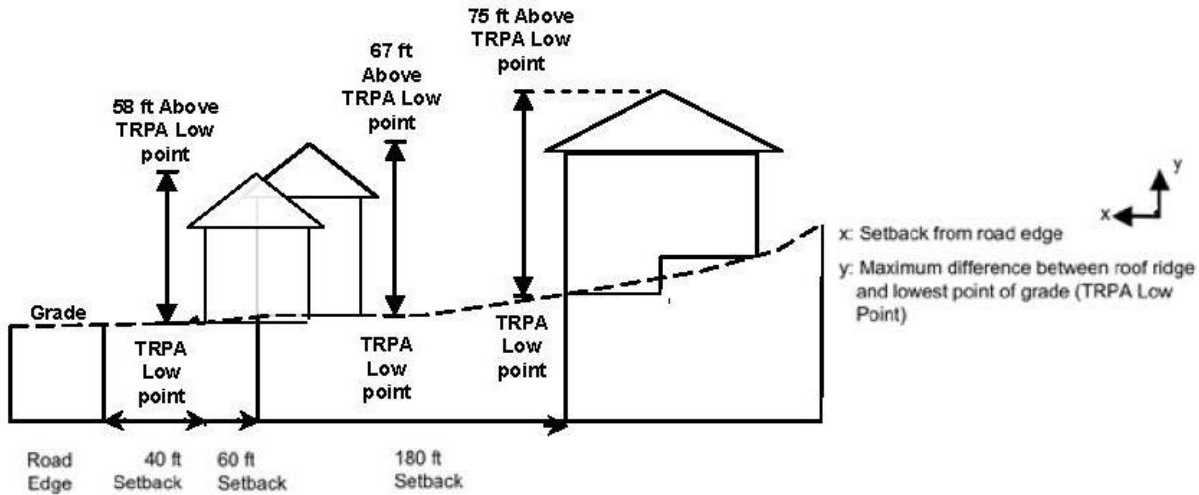 75 ft Above
TRPA Low
point
67 ft
Above
TRPA Low
point
58 ft Above
TRPA Low
point
y
x
x: Setback from road edge
y: Maximum difference between roof ridge
and lowest point of grade (TRPA Low
Point)
Grade
TRPA
Low
point
TRPA
Low
point
TRPA
Low
point
Road
Edge
40 ft
Setback
60 ft
Setback
180 ft
Setback